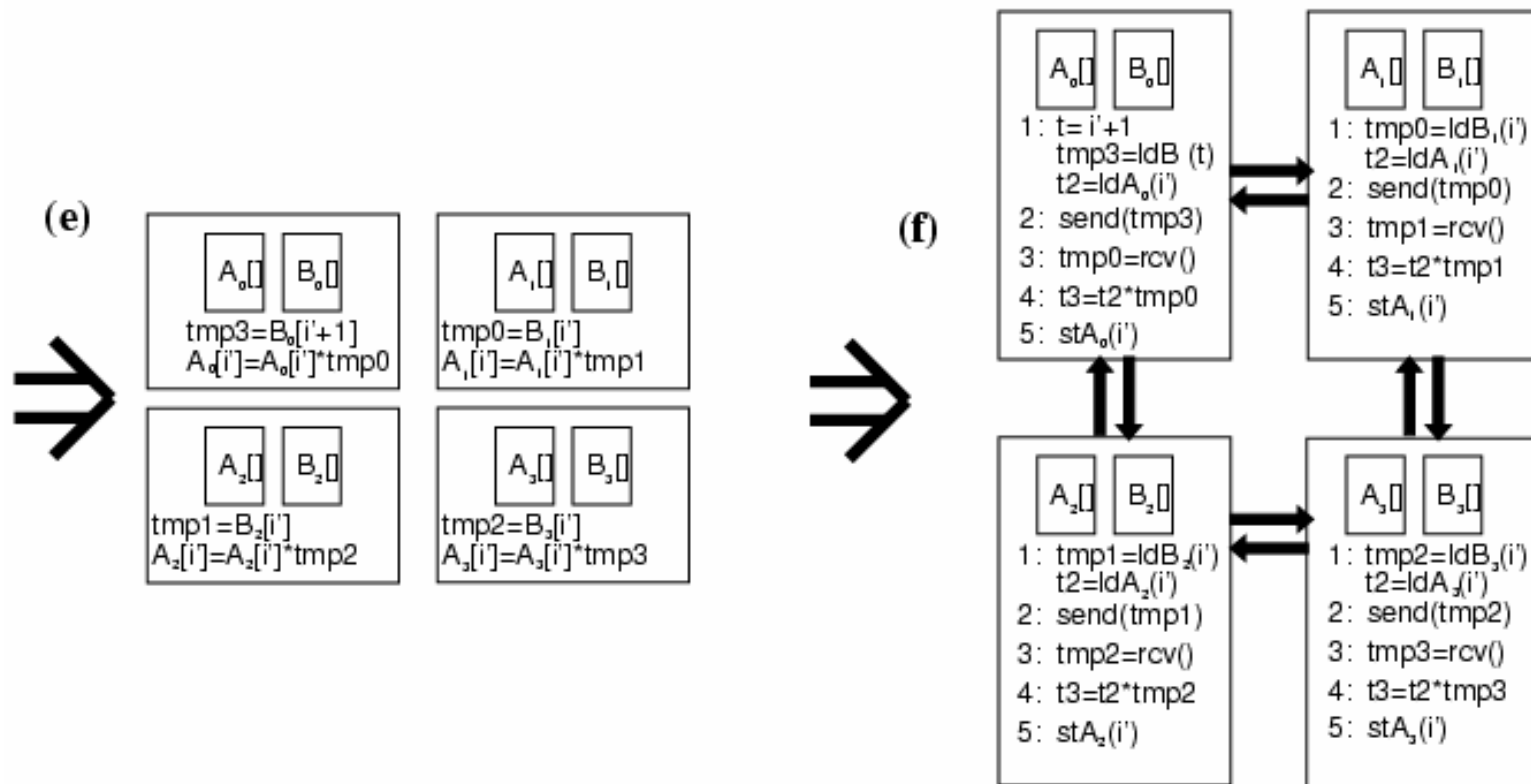 (e)
A₀[] B₀[]
tmp3=B₀[i'+1]
A₀[i']=A₀[i']*tmp0
A₁[] B₁[]
tmp0=B₁[i']
A₁[i']=A₁[i']*tmp1
A₂[] B₂[]
tmp1=B₂[i']
A₂[i']=A₂[i']*tmp2
A₃[] B₃[]
tmp2=B₃[i']
A₃[i']=A₃[i']*tmp3
(f)
A₀[] B₀[]
1: t= i'+1
tmp3=ldB (t)
t2=ldA₀(i')
2: send(tmp3)
3: tmp0=rcv()
4: t3=t2*tmp0
5: stA₀(i')
A₁[] B₁[]
1: tmp0=ldB₁(i')
t2=ldA₁(i')
2: send(tmp0)
3: tmp1=rcv()
4: t3=t2*tmp1
5: stA₁(i')
A₂[] B₂[]
1: tmp1=ldB₂(i')
t2=ldA₂(i')
2: send(tmp1)
3: tmp2=rcv()
4: t3=t2*tmp2
5: stA₂(i')
A₃[] B₃[]
1: tmp2=ldB₃(i')
t2=ldA₃(i')
2: send(tmp2)
3: tmp3=rcv()
4: t3=t2*tmp3
5: stA₃(i')